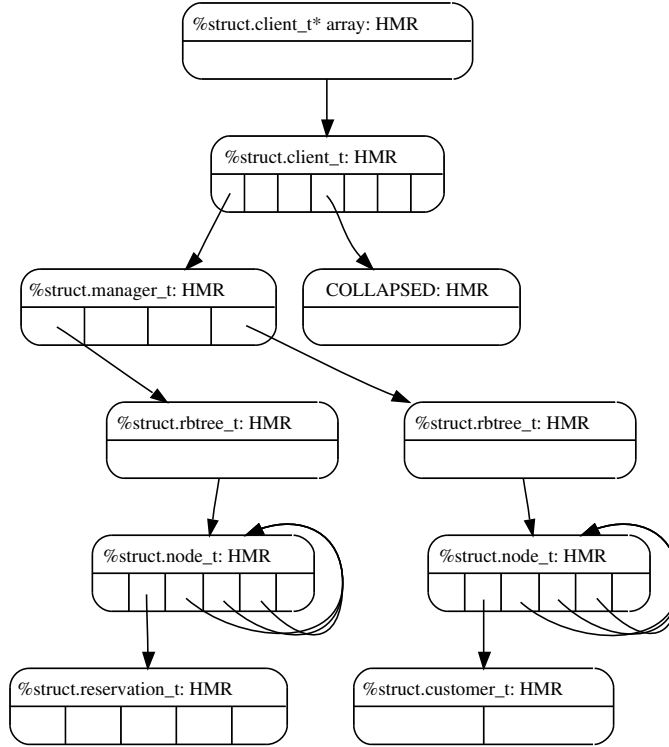 %struct.client_t* array: HMR
%struct.client_t: HMR
%struct.manager_t: HMR
COLLAPSED: HMR
%struct.rbtree_t: HMR
%struct.rbtree_t: HMR
%struct.node_t: HMR
%struct.node_t: HMR
%struct.reservation_t: HMR
%struct.customer_t: HMR